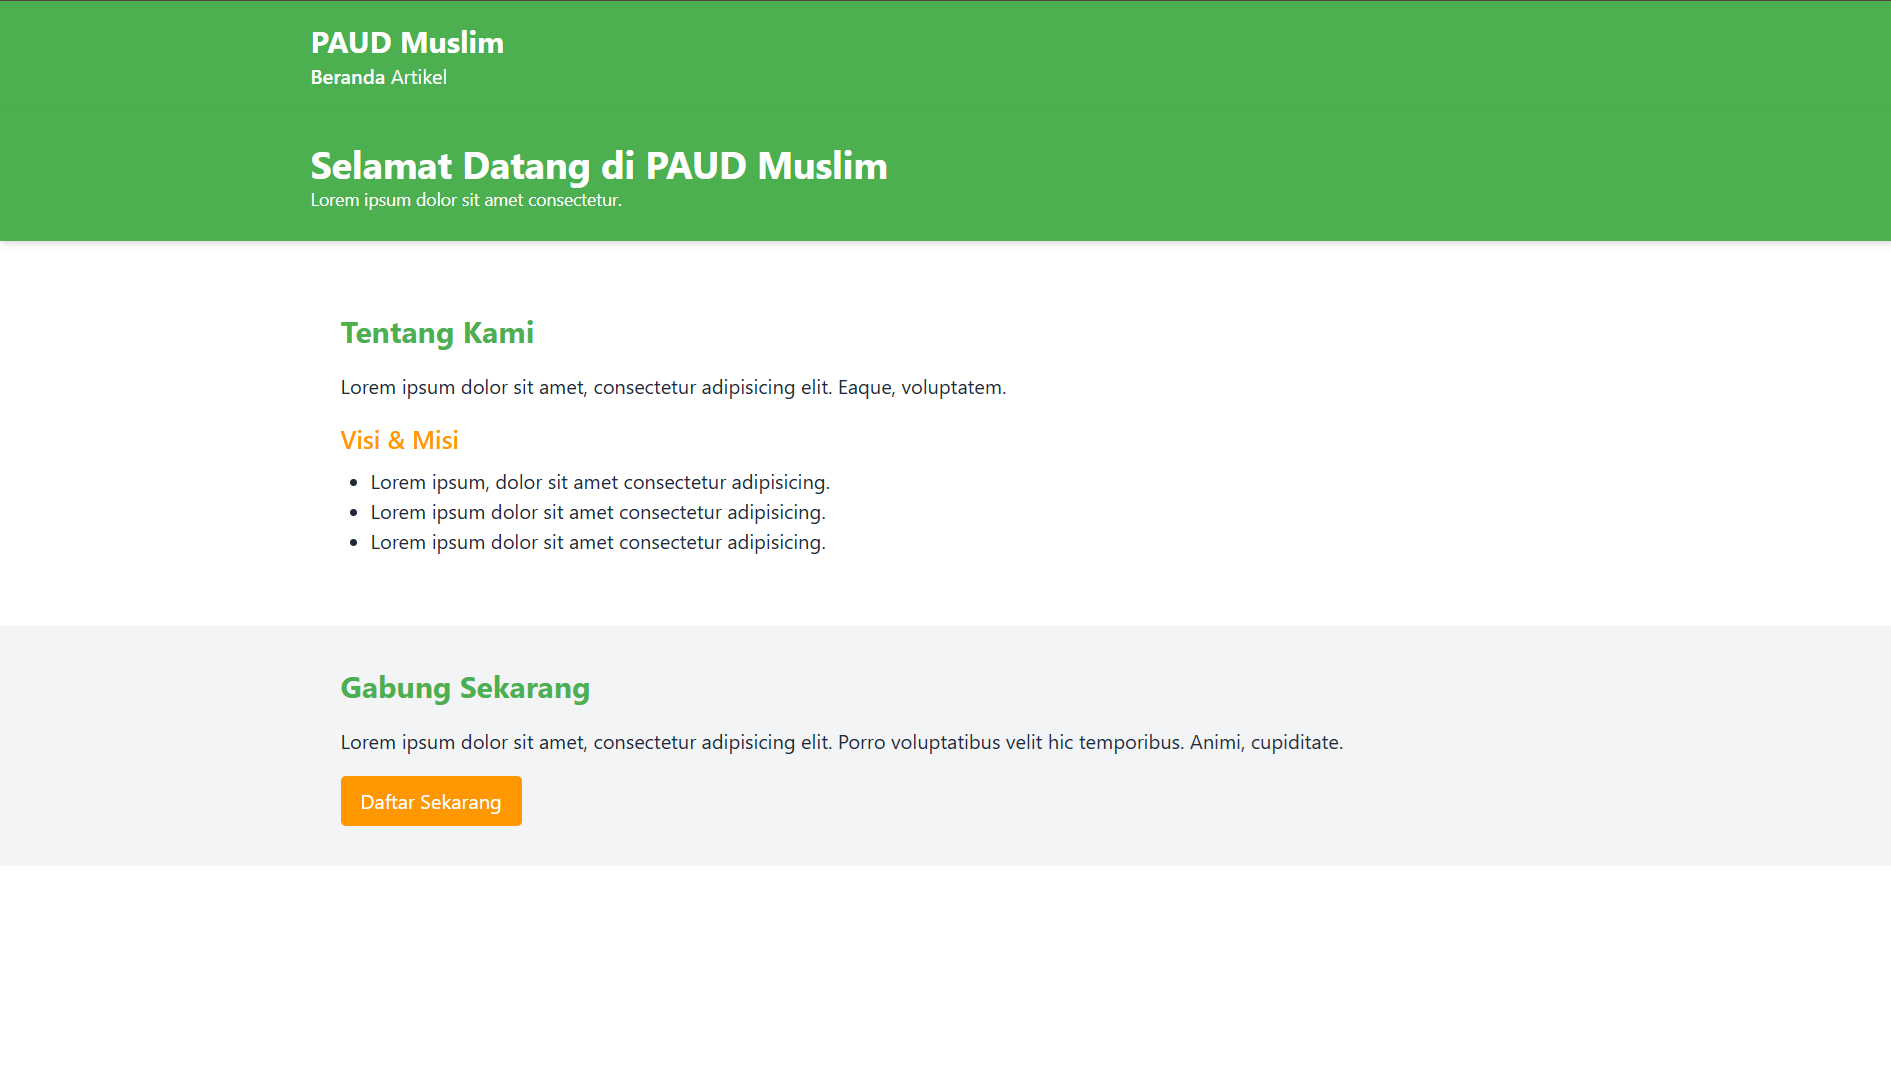 PAUD Muslim
Beranda Artikel
Selamat Datang di PAUD Muslim
Lorem ipsum dolor sit amet consectetur.
Tentang Kami
Lorem ipsum dolor sit amet, consectetur adipisicing elit. Eaque, voluptatem.
Visi & Misi
Lorem ipsum, dolor sit amet consectetur adipisicing.
Lorem ipsum dolor sit amet consectetur adipisicing.
Lorem ipsum dolor sit amet consectetur adipisicing.
Gabung Sekarang
Lorem ipsum dolor sit amet, consectetur adipisicing elit. Porro voluptatibus velit hic temporibus. Animi, cupiditate.
Daftar Sekarang